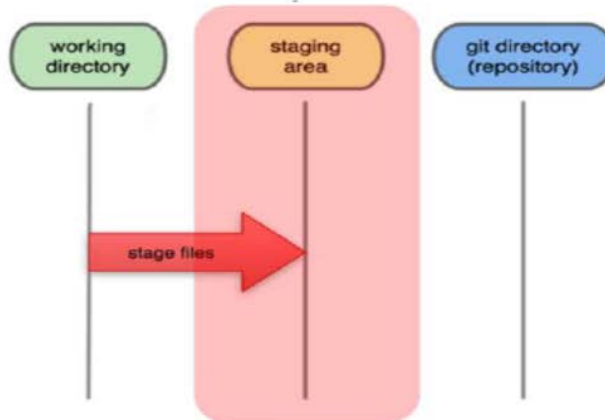 working
directory
staging
area
git directory
(repository)
stage files